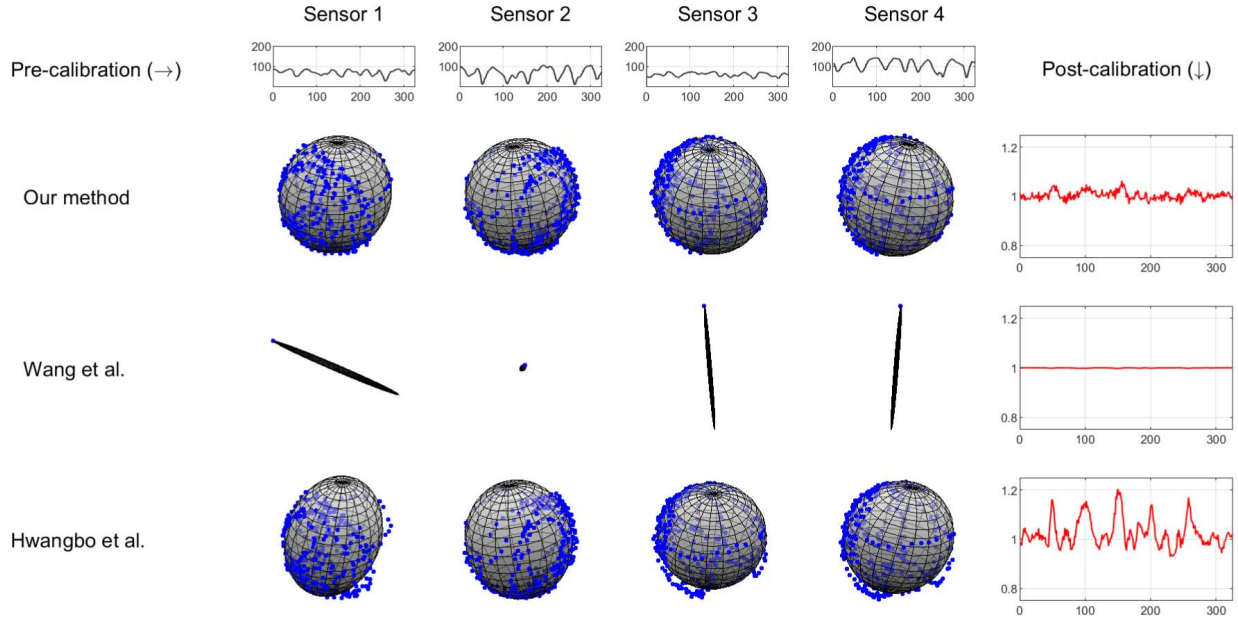 Sensor 1 Sensor 2 Sensor 3 Sensor 4
Pre-calibration (→) 200 100 0 100 200 300 200 100 0 100 200 300 200 100 0 100 200 300 200 100 0 100 200 300 Post-calibration (↓)
Our method 1.2 1 0.8 0 100 200 300
Wang et al. 1.2 1 0.8 0 100 200 300
Hwangbo et al. 1.2 1 0.8 0 100 200 300